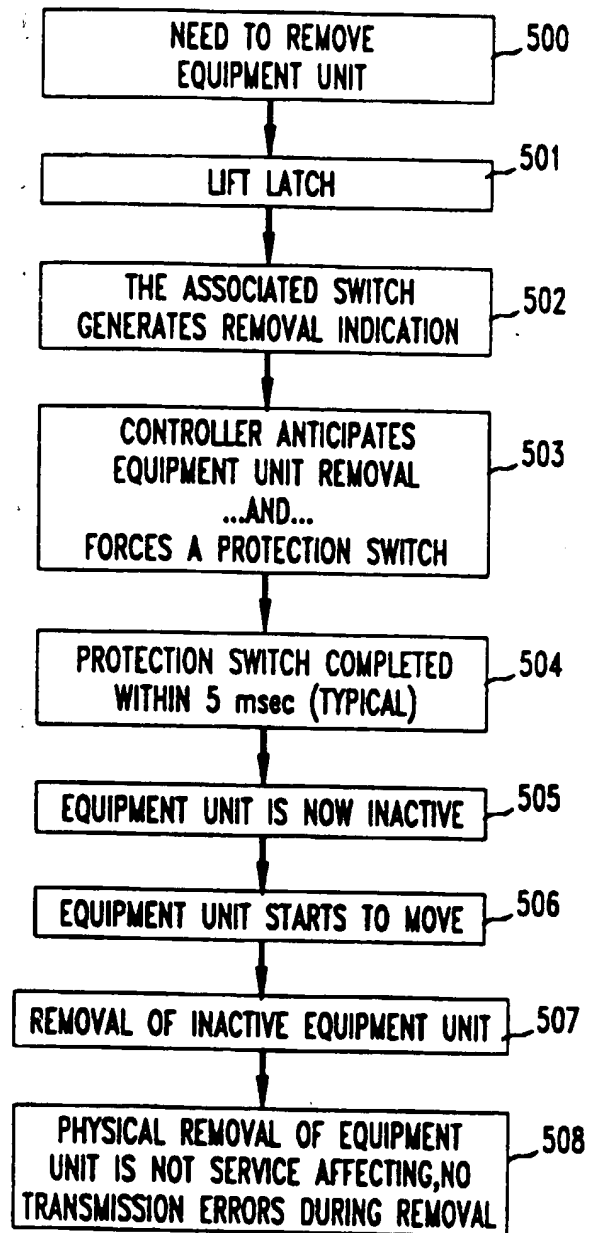 NEED TO REMOVE
EQUIPMENT UNIT
500
LIFT LATCH
501
THE ASSOCIATED SWITCH
GENERATES REMOVAL INDICATION
502
CONTROLLER ANTICIPATES
EQUIPMENT UNIT REMOVAL
...AND...
FORCES A PROTECTION SWITCH
503
PROTECTION SWITCH COMPLETED
WITHIN 5 msec (TYPICAL)
504
EQUIPMENT UNIT IS NOW INACTIVE
505
EQUIPMENT UNIT STARTS TO MOVE
506
REMOVAL OF INACTIVE EQUIPMENT UNIT
507
PHYSICAL REMOVAL OF EQUIPMENT
UNIT IS NOT SERVICE AFFECTING,NO
TRANSMISSION ERRORS DURING REMOVAL
508